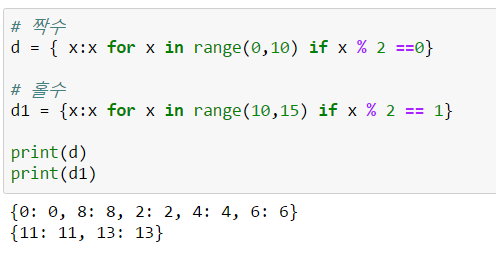 # 짝수
d = { x:x for x in range(0,10) if x % 2 ==0}
# 홀수
d1 = {x:x for x in range(10,15) if x % 2 == 1}
print(d)
print(d1)
{0: 0, 8: 8, 2: 2, 4: 4, 6: 6}
{11: 11, 13: 13}